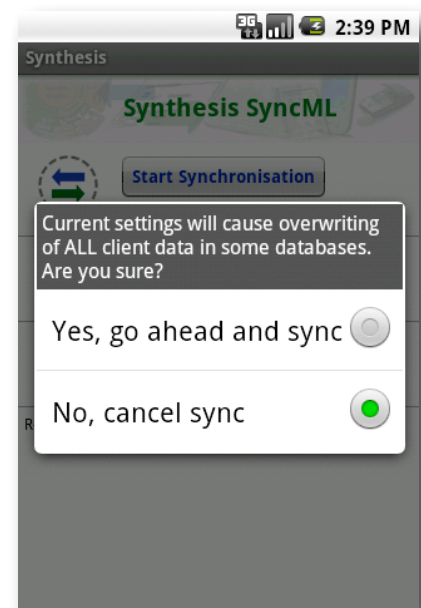 3G 2:39 PM
Synthesis
Synthesis SyncML
Start Synchronisation
Current settings will cause overwriting
of ALL client data in some databases.
Are you sure?
Yes, go ahead and sync
No, cancel sync
R